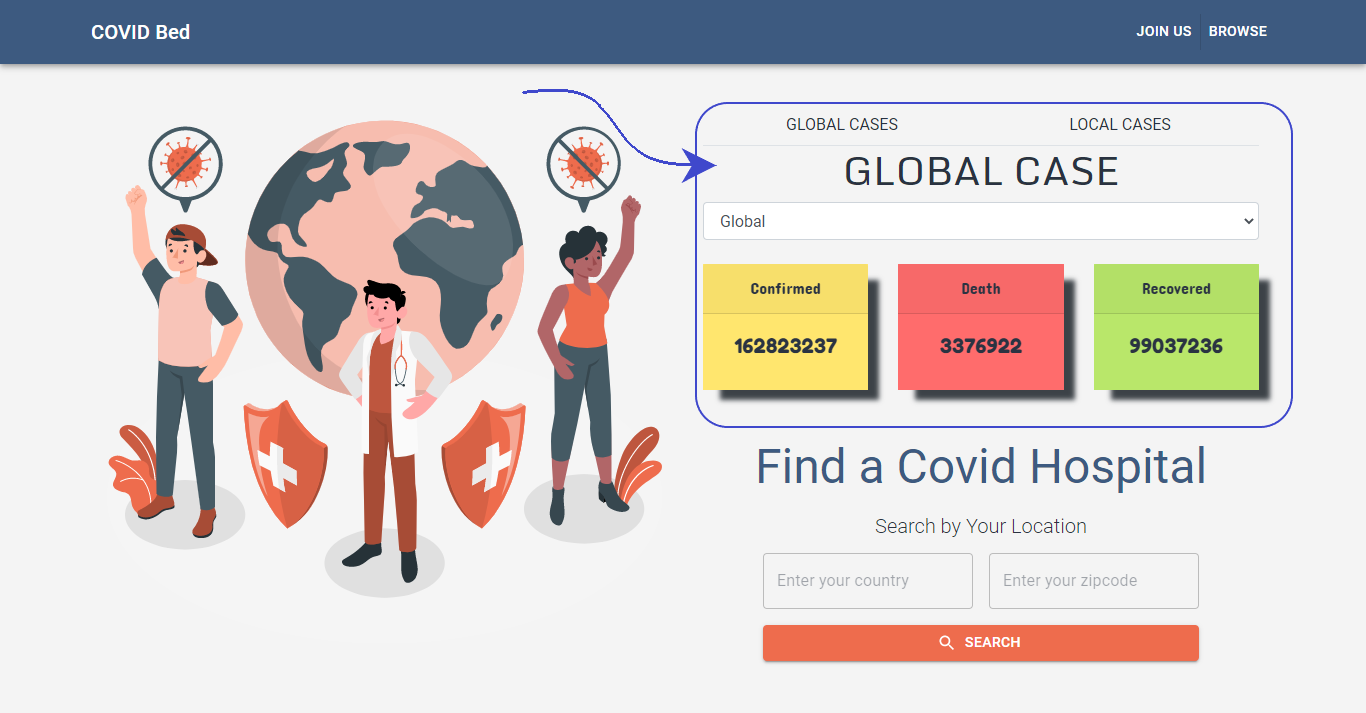 COVID Bed
JOIN US
BROWSE
GLOBAL CASES
LOCAL CASES
GLOBAL CASE
Global
Confirmed
Death
Recovered
162823237
3376922
99037236
Find a Covid Hospital
Search by Your Location
Enter your country
Enter your zipcode
SEARCH